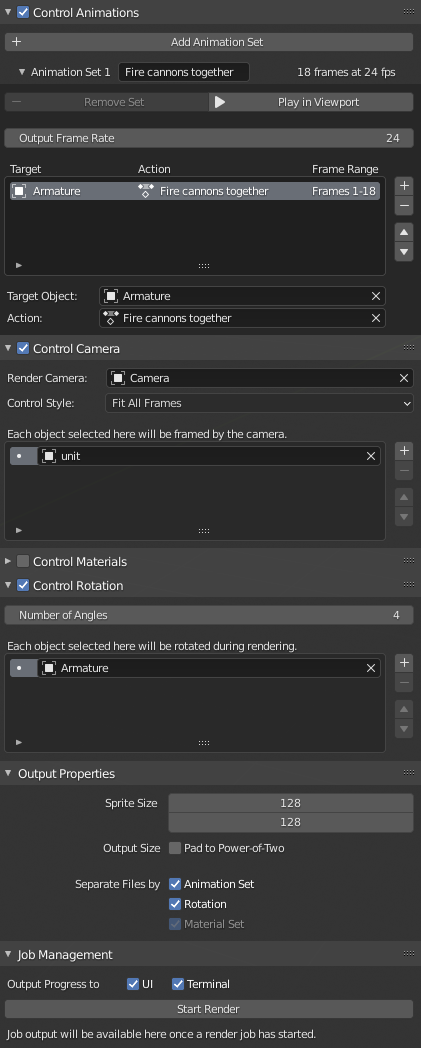 Control Animations
Add Animation Set
Animation Set 1 Fire cannons together 18 frames at 24 fps
Remove Set Play in Viewport
Output Frame Rate 24
Target Action Frame Range
Armature Fire cannons together Frames 1-18
Target Object: Armature
Action: Fire cannons together
Control Camera
Render Camera: Camera
Control Style: Fit All Frames
Each object selected here will be framed by the camera.
unit
Control Materials
Control Rotation
Number of Angles 4
Each object selected here will be rotated during rendering.
Armature
Output Properties
Sprite Size 128
128
Output Size Pad to Power-of-Two
Separate Files by Animation Set
Rotation
Material Set
Job Management
Output Progress to UI Terminal
Start Render
Job output will be available here once a render job has started.